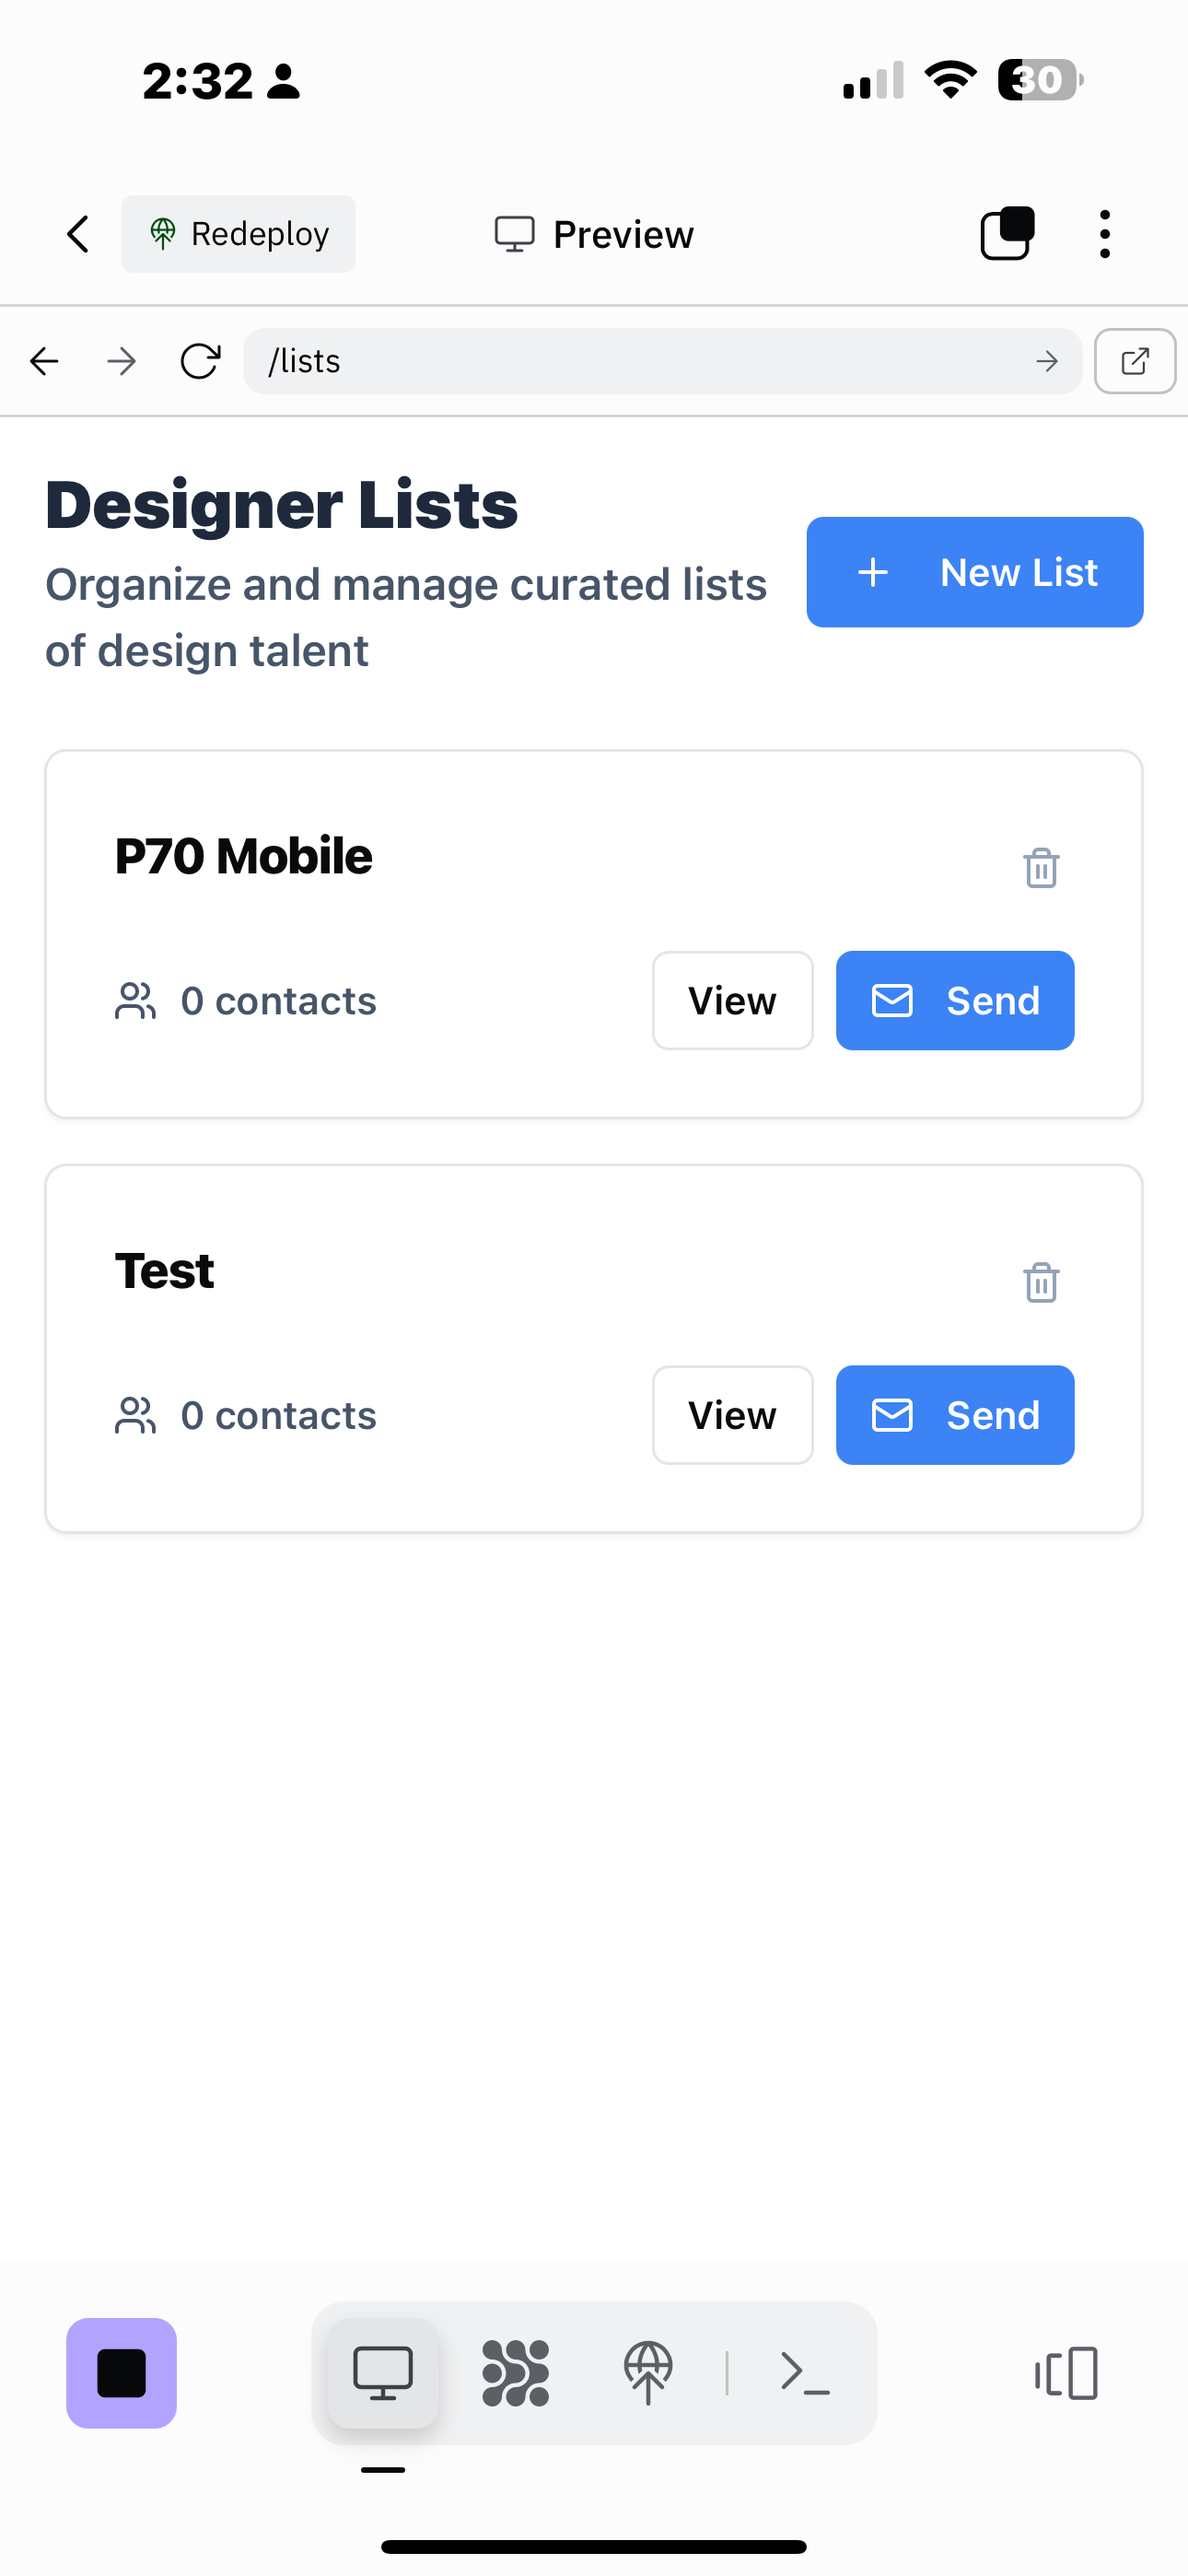 2:32
30
Redeploy
Preview
/lists
Designer Lists
Organize and manage curated lists
of design talent
New List
P70 Mobile
0 contacts
View
Send
Test
0 contacts
View
Send